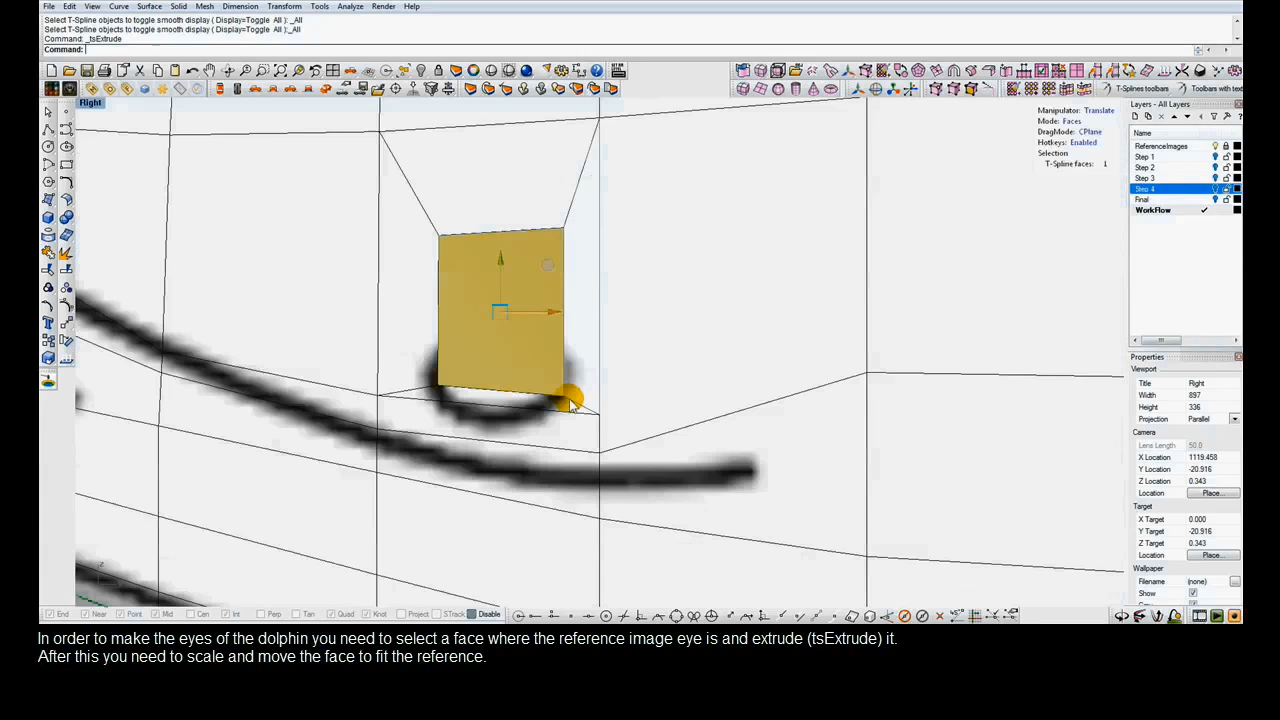 File Edit View Curve Surface Solid Mesh Dimension Transform Tools Analyze Render Help
Select T-Spline objects to toggle smooth display ( Display=Toggle All ): _All
Select T-Spline objects to toggle smooth display ( Display=Toggle All ):_All
Command: _tsExtrude
Command:
T-Splines toolbars
Toolbars with text
Right
Manipulator: Translate
Mode: Faces
DragMode: CPlane
Hotkeys: Enabled
Selection
T-Spline faces: 1
Layers - All Layers
Name
ReferenceImages
Step 1
Step 2
Step 3
Step 4
Final
WorkFlow
Properties
Viewport
Title Right
Width 897
Height 336
Projection Parallel
Camera
Lens Length 50.0
X Location 1119.458
Y Location -20.916
Z Location 0.343
Location Place...
Target
X Target 0.000
Y Target -20.916
Z Target 0.343
Location Place...
Wallpaper
Filename (none)
Show
z
End Near Point Mid Cen Int Perp Tan Quad Knot Project STrack Disable
In order to make the eyes of the dolphin you need to select a face where the reference image eye is and extrude (tsExtrude) it.
After this you need to scale and move the face to fit the reference.